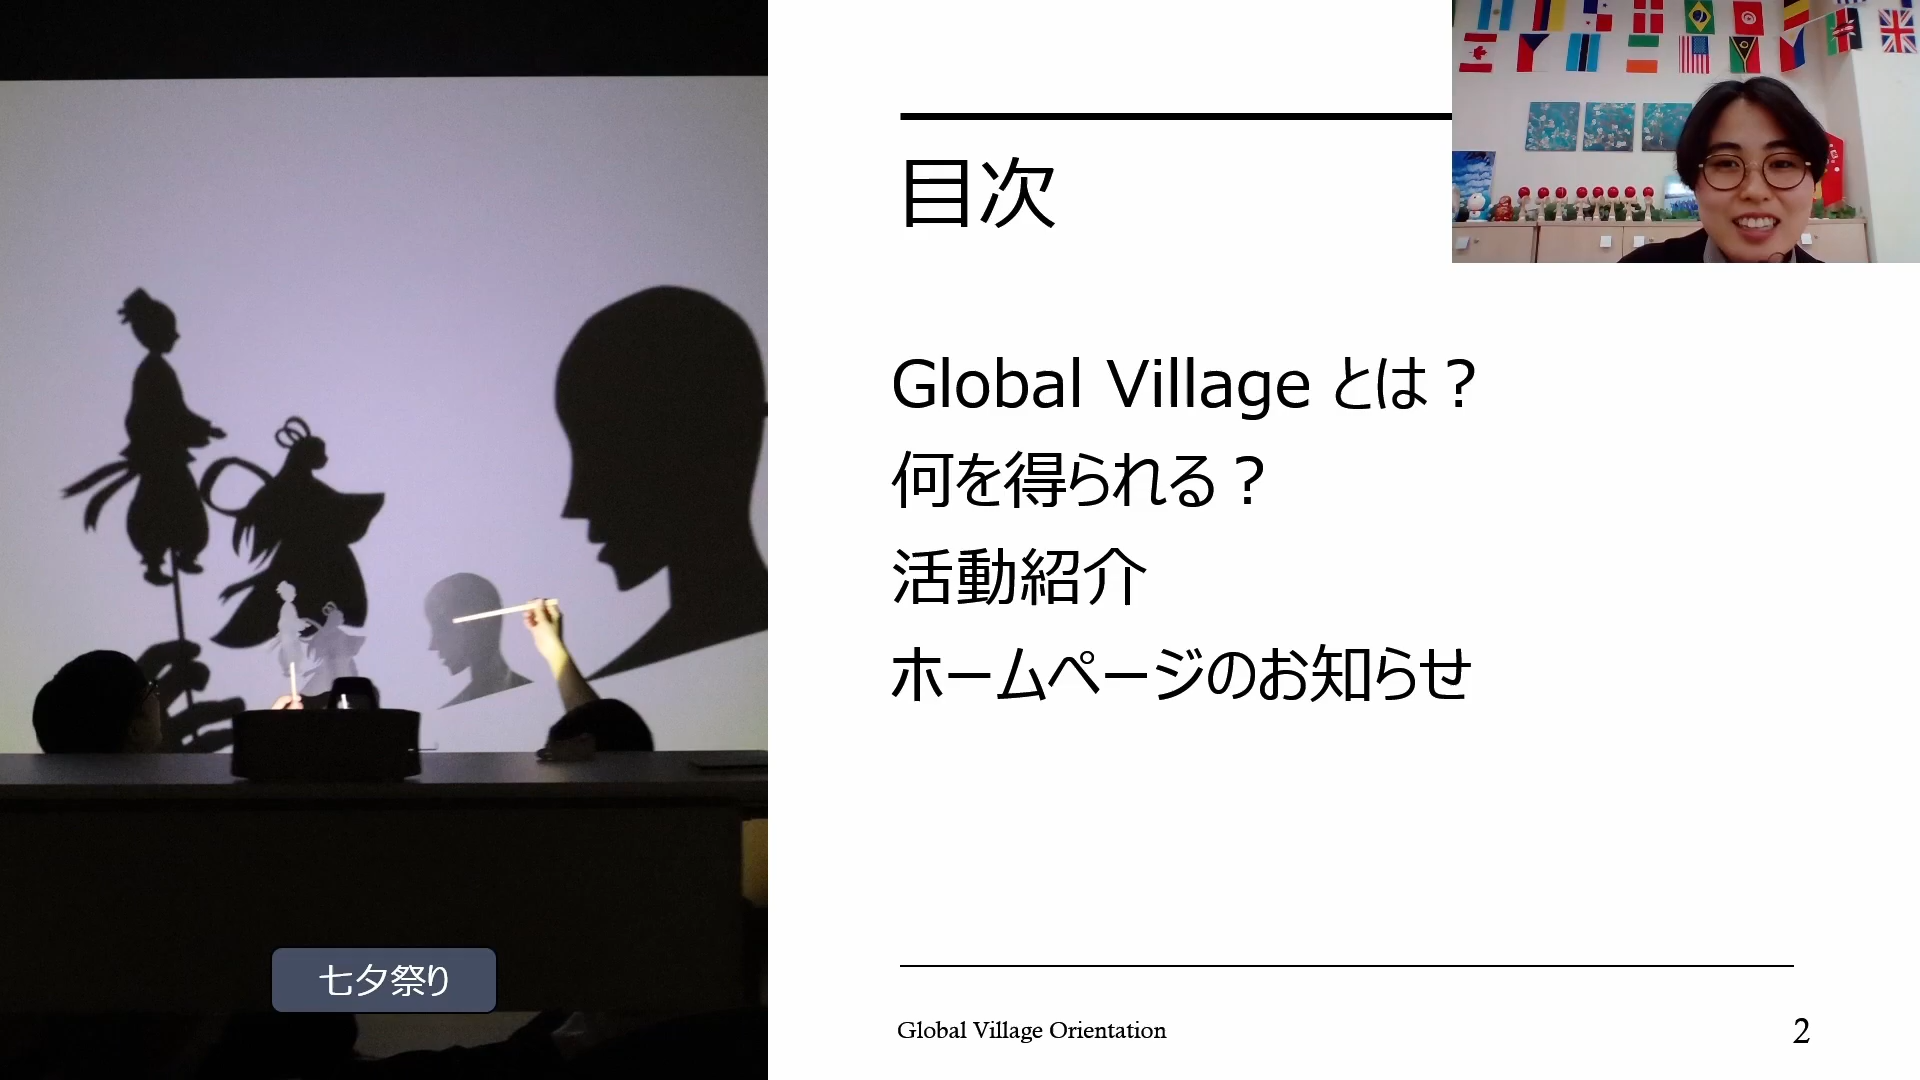 目次
Global Village とは？
何を得られる？
活動紹介
ホームページのお知らせ
七夕祭り
Global Village Orientation
2